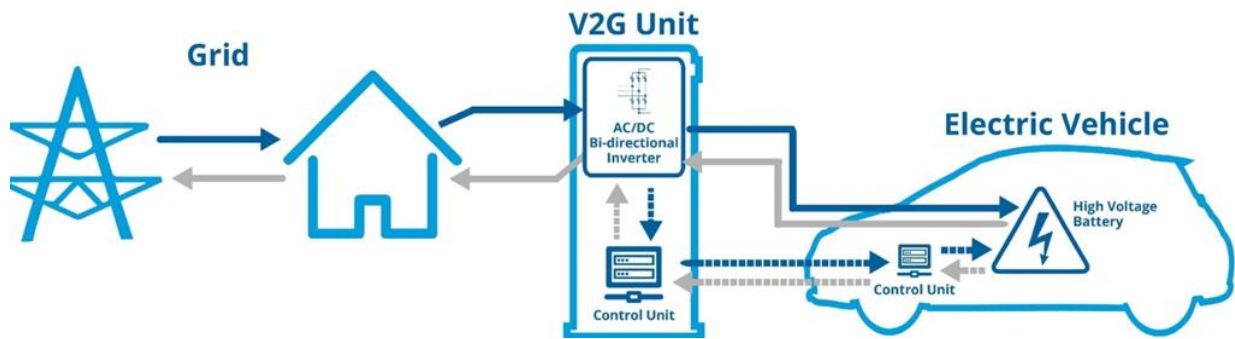 V2G Unit
Grid
AC/DC
Bi-directional
Inverter
Electric Vehicle
High Voltage
Battery
Control Unit
Control Unit